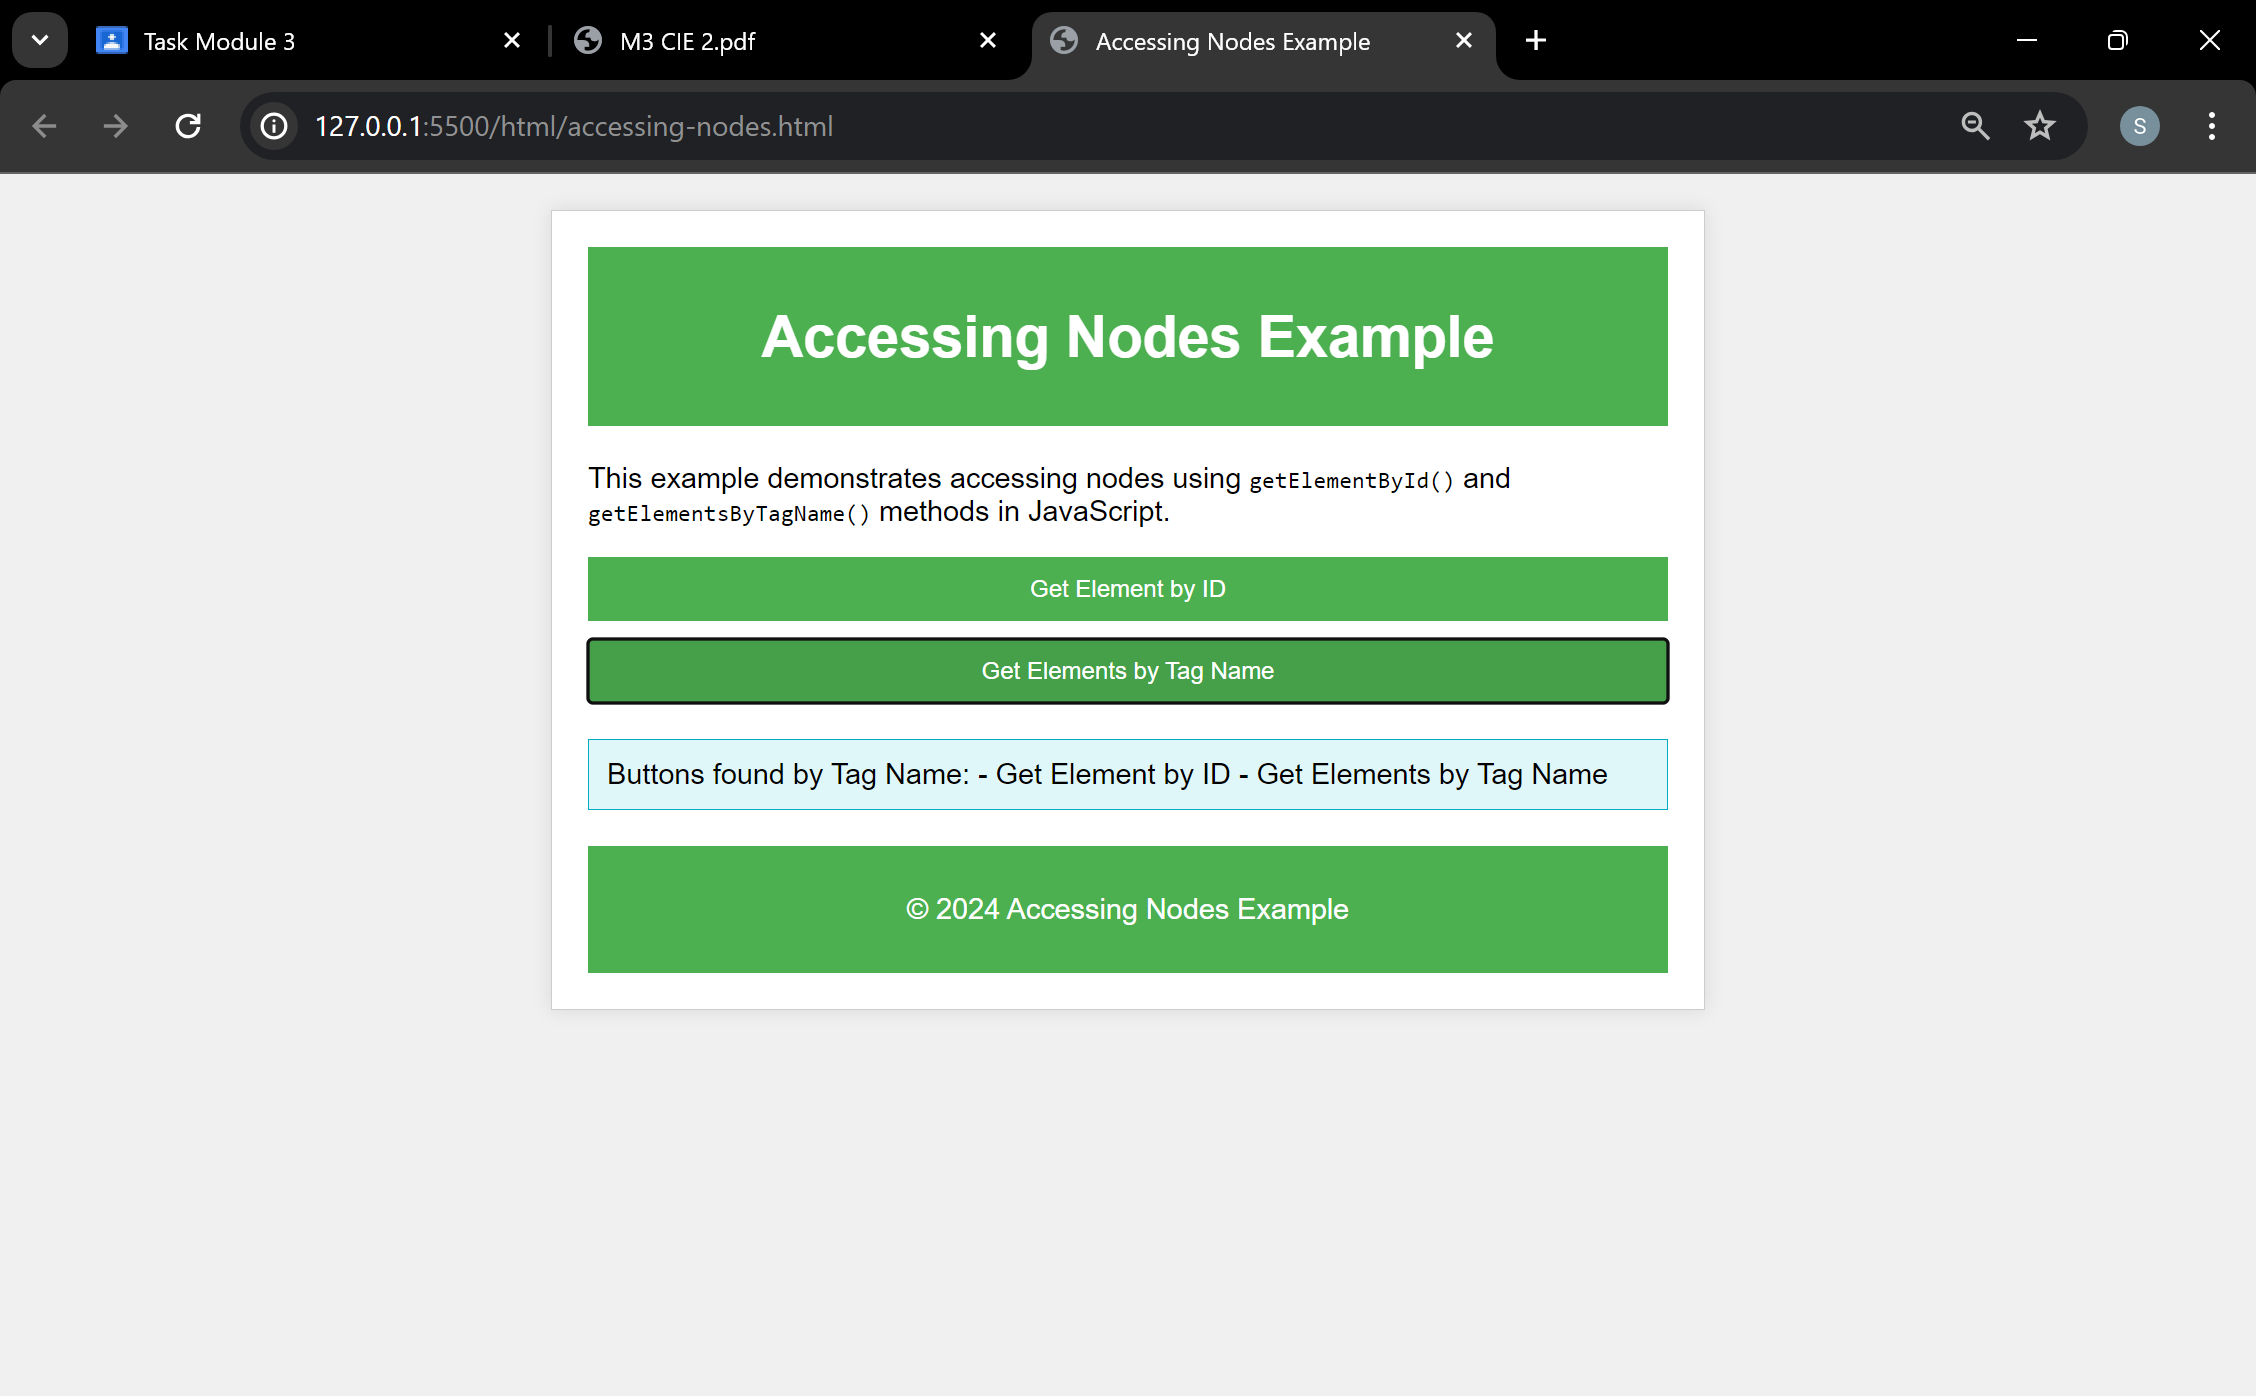 Task Module 3
M3 CIE 2.pdf
Accessing Nodes Example
127.0.0.1:5500/html/accessing-nodes.html
S
Accessing Nodes Example
This example demonstrates accessing nodes using getElementById() and
getElementsByTagName() methods in JavaScript.
Get Element by ID
Get Elements by Tag Name
Buttons found by Tag Name: - Get Element by ID - Get Elements by Tag Name
© 2024 Accessing Nodes Example